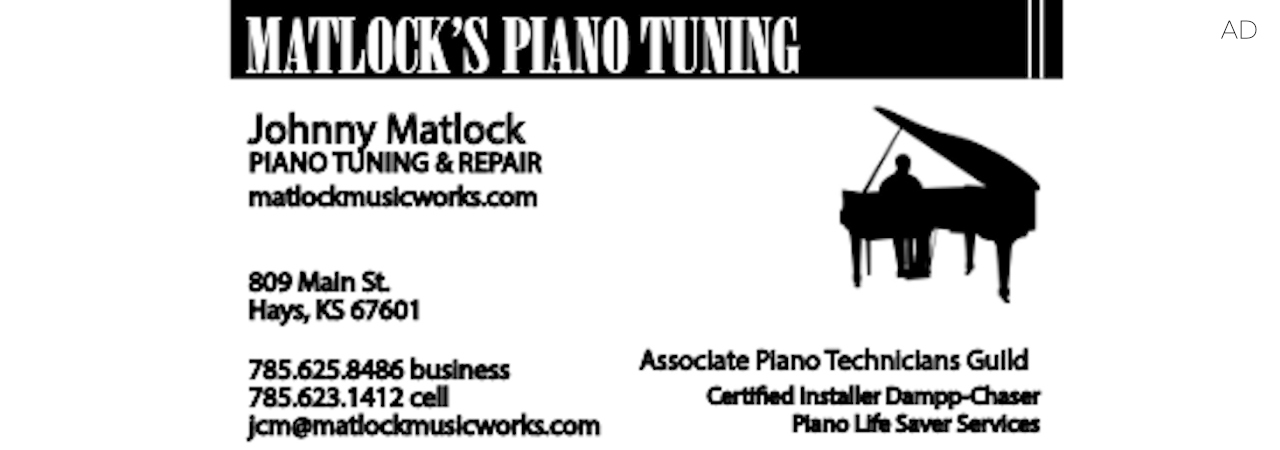 MATLOCK'S PIANO TUNING
AD
Johnny Matlock
PIANO TUNING & REPAIR
matlockmusicworks.com
809 Main St.
Hays, KS 67601
785.625.8486 business
785.623.1412 cell
jcm@matlockmusicworks.com
Associate Piano Technicians Guild
Certified Installer Dampp-Chaser
Piano Life Saver Services